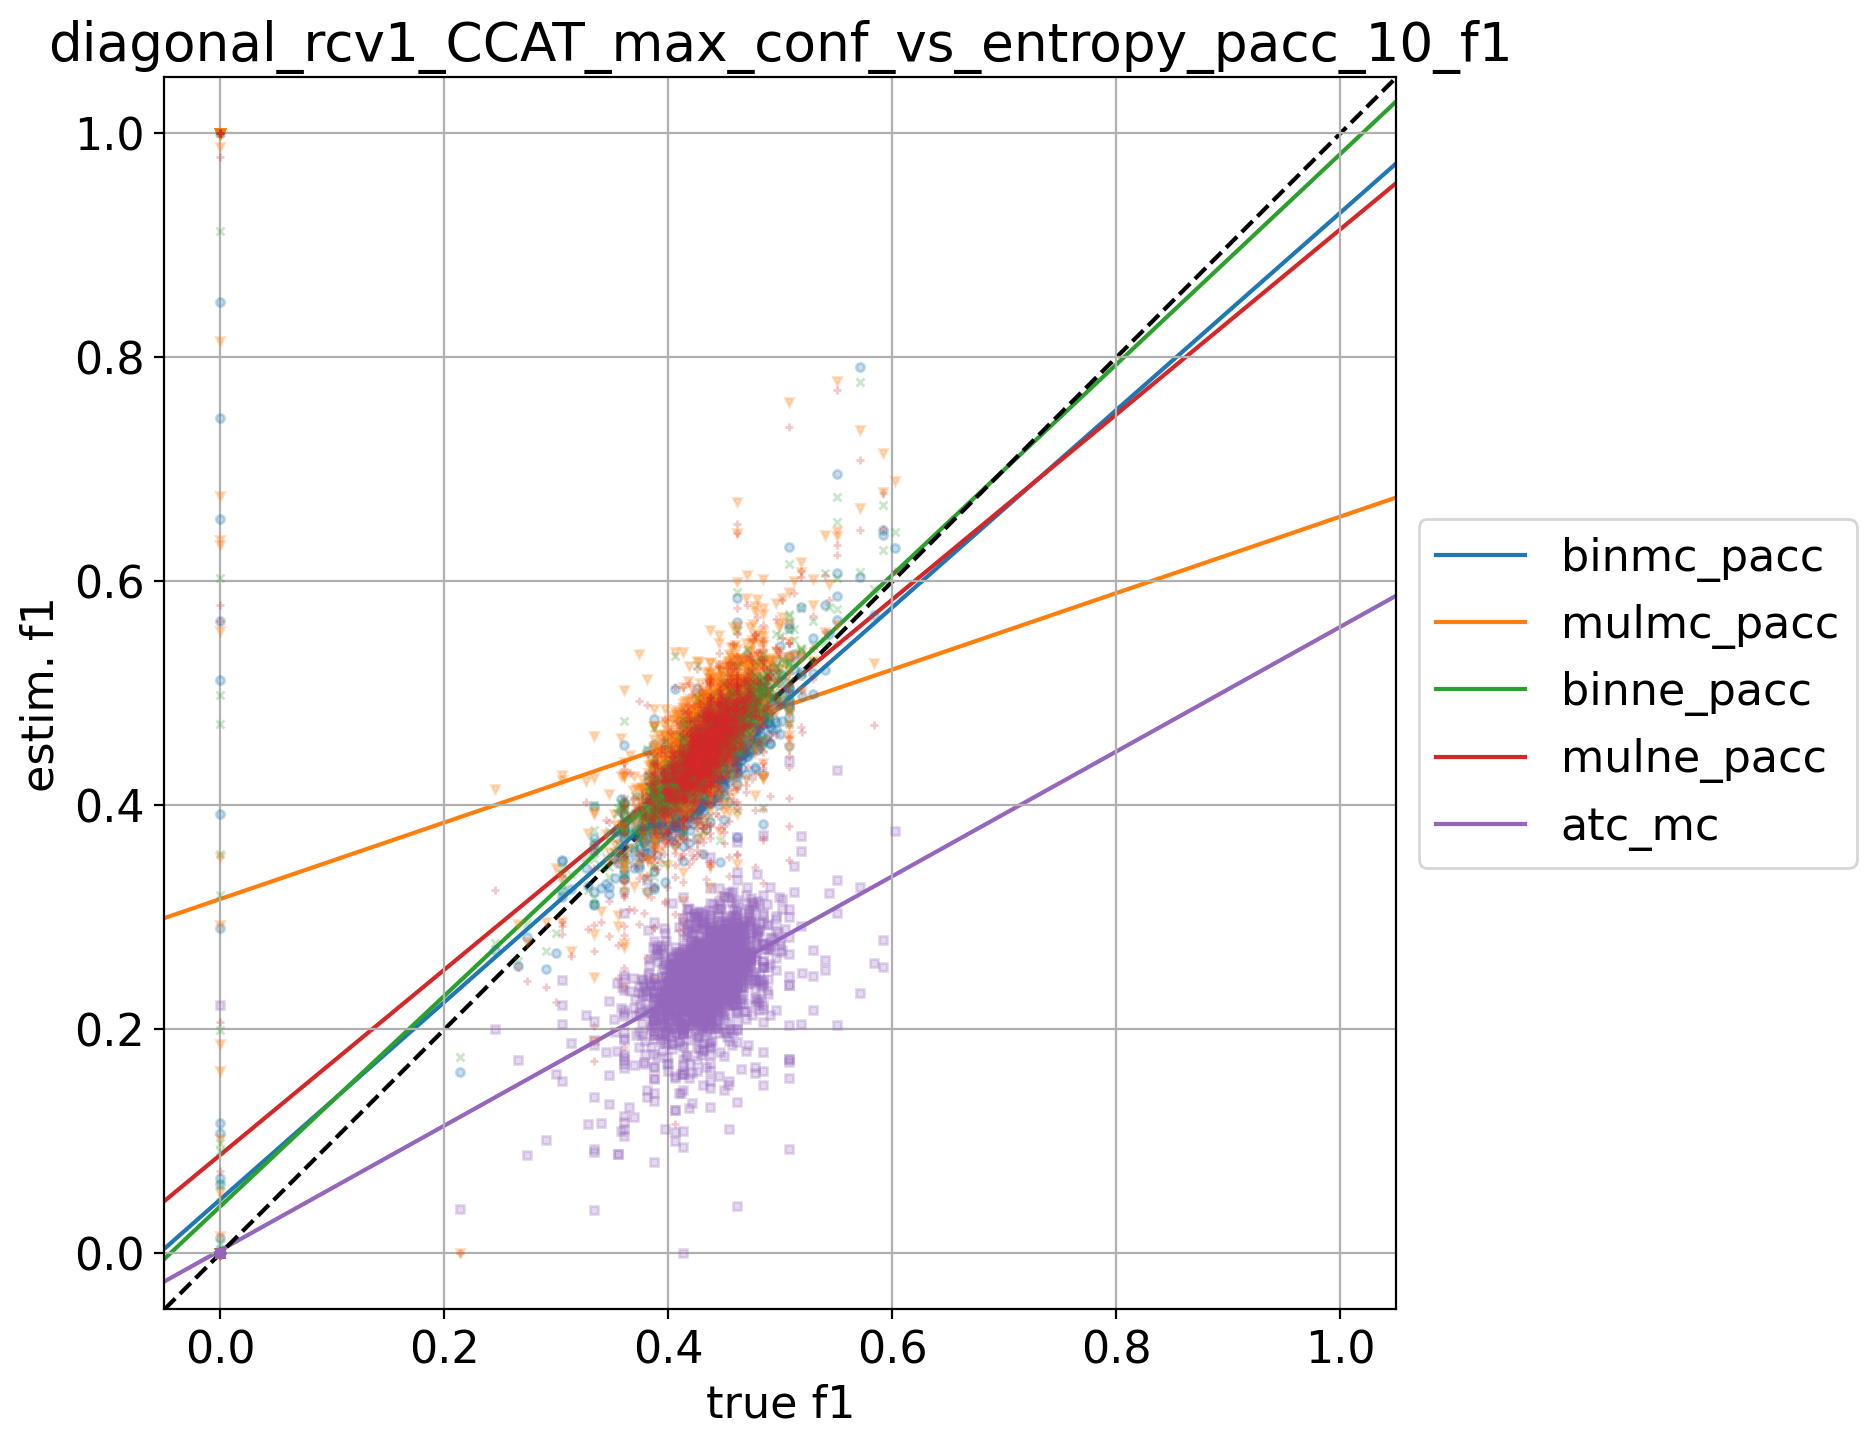 diagonal_rcv1_CCAT_max_conf_vs_entropy_pacc_10_f1
1.0
0.8
0.6
0.4
0.2
0.0
estim. f1
0.0 0.2 0.4 0.6 0.8 1.0
true f1
binmc_pacc
mulmc_pacc
binne_pacc
mulne_pacc
atc_mc